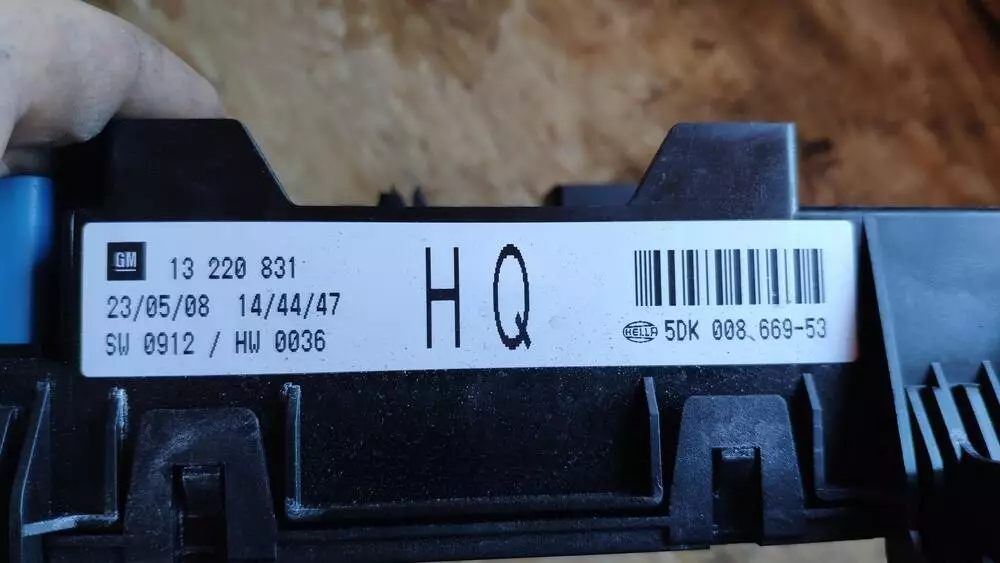 GM 13 220 831
23/05/08 14/44/47
SW 0912 / HW 0036
HQ
HELLA 5DK 008.669-53